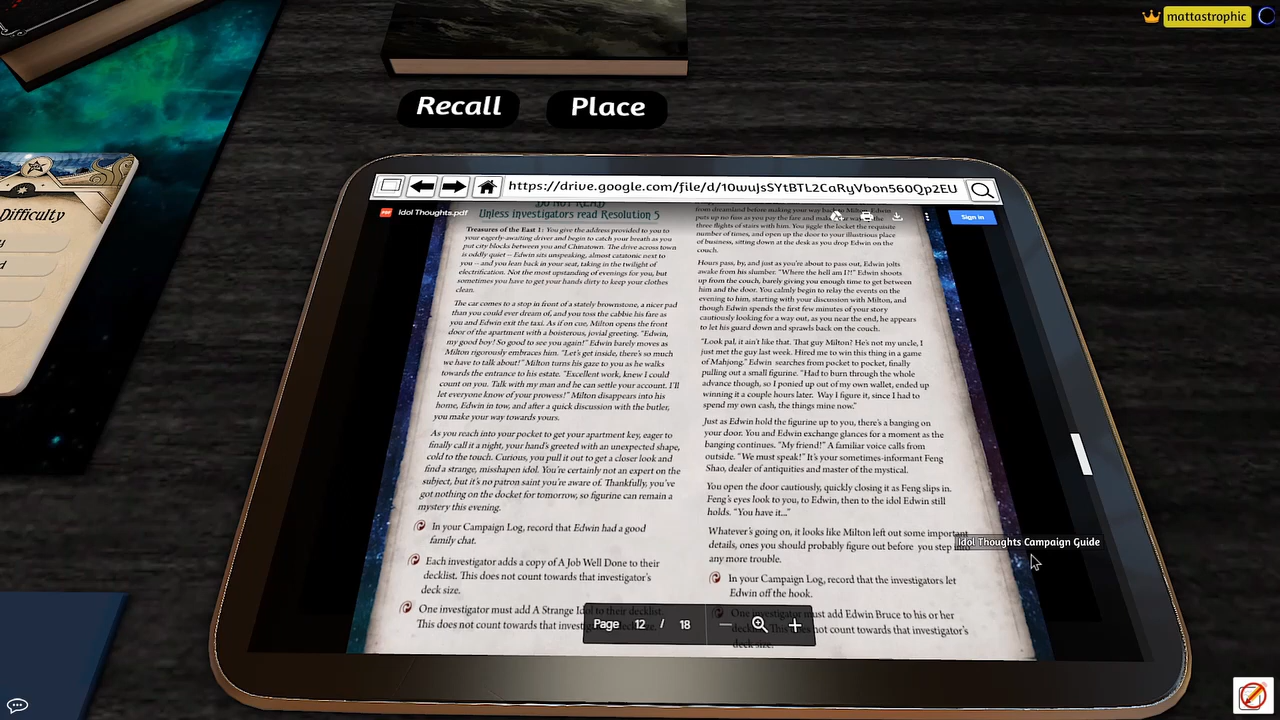 mattastrophic
Recall
Place
https://drive.google.com/file/d/10wuJsSYtBTL2CaRyVbon560Qp2EU
Idol Thoughts.pdf
Sign in
Difficulty
DO NOT READ
Unless investigators read Resolution 5
Treasures of the East 1: You give the address provided to you to
your eagerly-awaiting driver and begin to catch your breath as you
put city blocks between you and Chinatown. The drive across town
is oddly quiet – Edwin sits unspeaking, almost catatonic next to
you – and you lean back in your seat, taking in the twilight of
electrification. Not the most upstanding of evenings for you, but
sometimes you have to get your hands dirty to keep your clothes
clean.
The car comes to a stop in front of a stately brownstone, a nicer pad
than you could ever dream of, and you toss the cabbie his fare as
you and Edwin exit the taxi. As if on cue, Milton opens the front
door of the apartment with a boisterous, jovial greeting. "Edwin,
my good boy! So good to see you again!" Edwin barely moves as
Milton rigorously embraces him. "Let's get inside, there's so much
we have to talk about!" Milton turns his gaze to you as he walks
towards the entrance to his estate. "Excellent work, knew I could
count on you. Talk with my man and he can settle your account. I'll
let everyone know of your prowess!" Milton disappears into his
home, Edwin in tow, and after a quick discussion with the butler,
you make your way towards yours.
As you reach into your pocket to get your apartment key, eager to
finally call it a night, your hand's greeted with an unexpected shape,
cold to the touch. Curious, you pull it out to get a closer look and
find a strange, misshapen idol. You're certainly not an expert on the
subject, but it's no patron saint you're aware of. Thankfully, you've
got nothing on the docket for tomorrow, so figurine can remain a
mystery this evening.
In your Campaign Log, record that Edwin had a good
family chat.
Each investigator adds a copy of A Job Well Done to their
decklist. This does not count towards that investigator's
deck size.
One investigator must add A Strange Idol to their decklist.
This does not count towards that investigator's deck size.
from dreamland before making your way back to Milton. Edwin
puts up no fuss as you pay the fare and make your way
three flights of stairs with him. You jiggle the locket the requisite
number of times, and open up the door to your illustrious place
of business, sitting down at the desk as you drop Edwin on the
couch.
Hours pass, by, and just as you're about to pass out, Edwin jolts
awake from his slumber. "Where the hell am I?!" Edwin shoots
up from the couch, barely giving you enough time to get between
him and the door. You calmly begin to relay the events on the
evening to him, starting with your discussion with Milton, and
though Edwin spends the first few minutes of your story
cautiously looking for a way out, as you near the end, he appears
to let his guard down and sprawls back on the couch.
"Look pal, it ain't like that. That guy Milton? He's not my uncle, I
just met the guy last week. Hired me to win this thing in a game
of Mahjong." Edwin searches from pocket to pocket, finally
pulling out a small figurine. "Had to burn through the whole
advance though, so I ponied up out of my own wallet, ended up
winning it a couple hours later. Way I figure it, since I had to
spend my own cash, the things mine now."
Just as Edwin hold the figurine up to you, there's a banging on
your door. You and Edwin exchange glances for a moment as the
banging continues. "My friend!" A familiar voice calls from
outside. "We must speak!" It's your sometimes-informant Feng
Shao, dealer of antiquities and master of the mystical.
You open the door cautiously, quickly closing it as Feng slips in.
Feng's eyes look to you, to Edwin, then to the idol Edwin still
holds. "You have it..."
Whatever's going on, it looks like Milton left out some important
details, ones you should probably figure out before you step into
any more trouble.
In your Campaign Log, record that the investigators let
Edwin off the hook.
One investigator must add Edwin Bruce to his or her
decklist. This does not count towards that investigator's
deck size.
Idol Thoughts Campaign Guide
Page 12 / 18